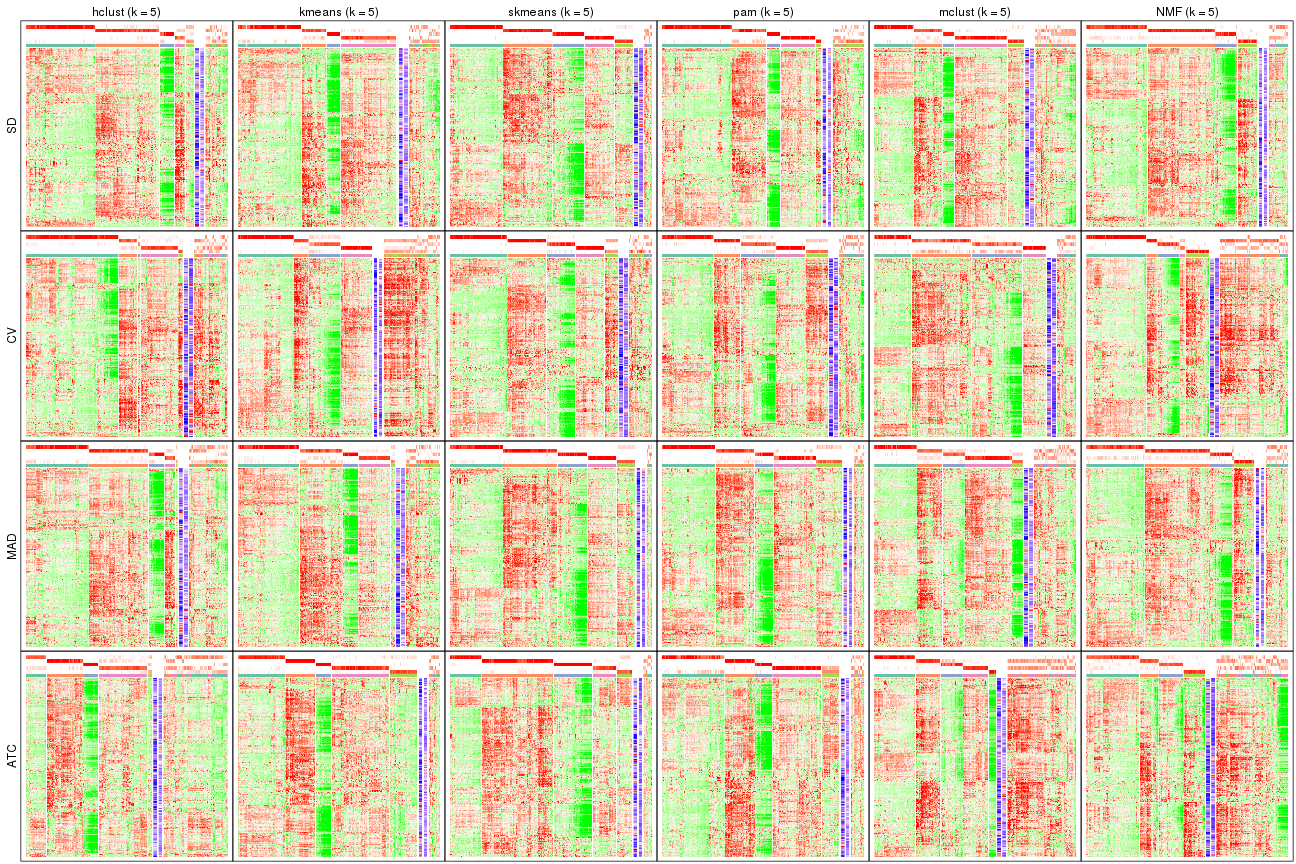 hclust (k = 5)
kmeans (k = 5)
skmeans (k = 5)
pam (k = 5)
mclust (k = 5)
NMF (k = 5)
SD
CV
MAD
ATC